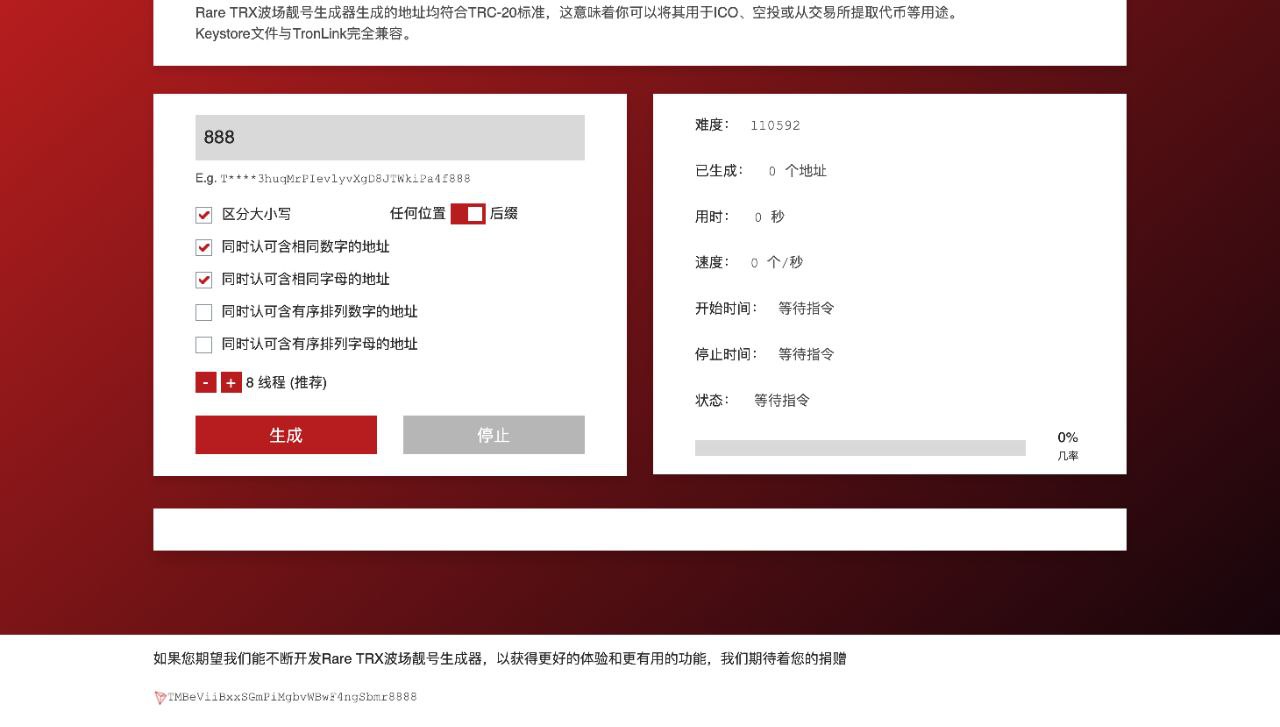 Rare TRX波场靓号生成器生成的地址均符合TRC-20标准，这意味着你可以将其用于ICO、空投或从交易所提取代币等用途。
Keystore文件与TronLink完全兼容。
888
E.g. T****3huqMrPIevlyvXgD8JTWkiPa4f888
区分大小写
任何位置 后缀
同时认可含相同数字的地址
同时认可含相同字母的地址
同时认可含有序排列数字的地址
同时认可含有序排列字母的地址
- + 8 线程 (推荐)
生成 停止
难度： 110592
已生成： 0 个地址
用时： 0 秒
速度： 0 个/秒
开始时间： 等待指令
停止时间： 等待指令
状态： 等待指令
0%
几率
如果您期望我们能不断开发Rare TRX波场靓号生成器，以获得更好的体验和更有用的功能，我们期待着您的捐赠
TMBeViiBxxSGmPiMgbvWBwF4ngSbmr8888